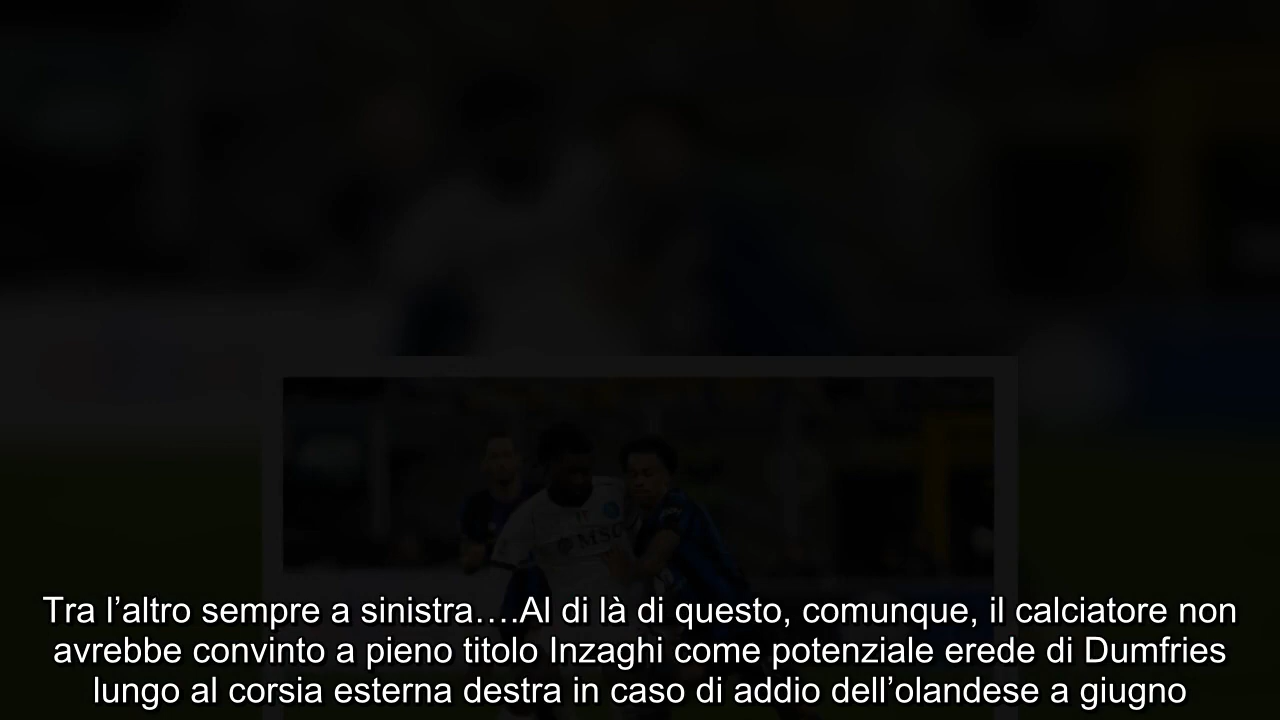 MSC
Tra l’altro sempre a sinistra….Al di là di questo, comunque, il calciatore non
avrebbe convinto a pieno titolo Inzaghi come potenziale erede di Dumfries
lungo al corsia esterna destra in caso di addio dell’olandese a giugno